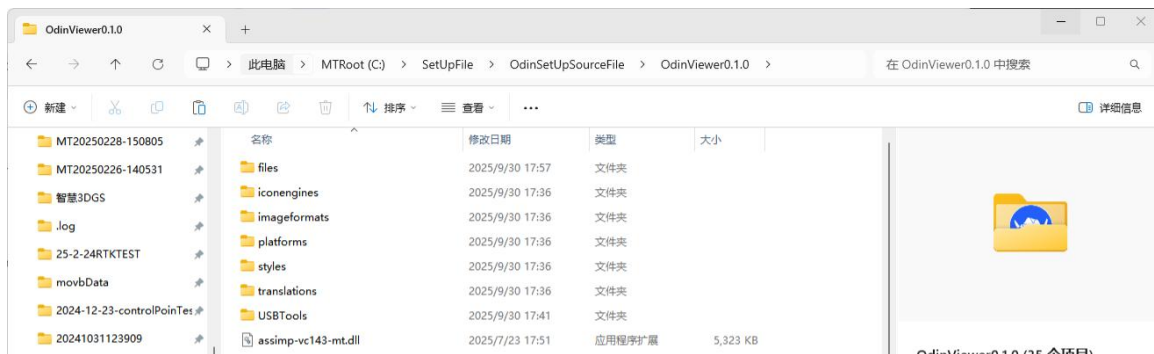 OdinViewer0.1.0
此电脑 > MTRoot (C:) > SetUpFile > OdinSetUpSourceFile > OdinViewer0.1.0 >
在 OdinViewer0.1.0 中搜索
新建 排序 查看 ... 详细信息
名称 修改日期 类型 大小
MT20250228-150805
MT20250226-140531
智慧3DGS
.log
25-2-24RTKTEST
movbData
2024-12-23-controlPoinTes
20241031123909
files 2025/9/30 17:57 文件夹
iconengines 2025/9/30 17:36 文件夹
imageformats 2025/9/30 17:36 文件夹
platforms 2025/9/30 17:36 文件夹
styles 2025/9/30 17:36 文件夹
translations 2025/9/30 17:36 文件夹
USBTools 2025/9/30 17:41 文件夹
assimp-vc143-mt.dll 2025/7/23 17:51 应用程序扩展 5,323 KB
OdinViewer0.1.0 (35 个项目)